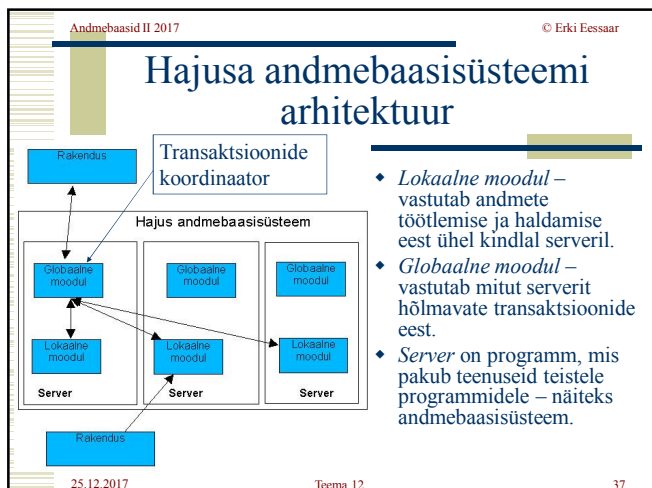 Andmebaasid II 2017
© Erki Eessaar
Hajusa andmebaasisüsteemi
arhitektuur
Rakendus
Transaktsioonide
koordinaator
Hajus andmebaasisüsteem
Globaalne
moodul
Globaalne
moodul
Globaalne
moodul
Lokaalne
moodul
Lokaalne
moodul
Lokaalne
moodul
Server
Server
Server
Rakendus
Lokaalne moodul –
vastutab andmete
töötlemise ja haldamise
eest ühel kindlal serveril.
Globaalne moodul –
vastutab mitut serverit
hõlmavate transaktsioonide
eest.
Server on programm, mis
pakub teenuseid teistele
programmidele – näiteks
andmebaasisüsteem.
25.12.2017
Teema 12
37